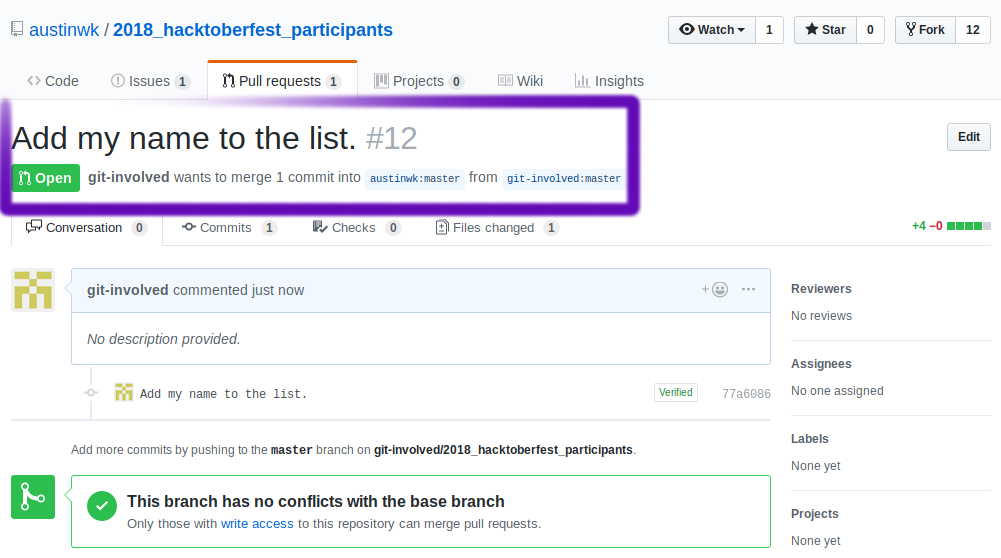 austinwk / 2018_hacktoberfest_participants
Watch 1 Star 0 Fork 12
Code Issues 1 Pull requests 1 Projects 0 Wiki Insights
Add my name to the list. #12
Edit
Open git-involved wants to merge 1 commit into austinwk:master from git-involved:master
Conversation 0 Commits 1 Checks 0 Files changed 1
+4 −0
git-involved commented just now
No description provided.
Add my name to the list. Verified 77a6086
Add more commits by pushing to the master branch on git-involved/2018_hacktoberfest_participants.
This branch has no conflicts with the base branch
Only those with write access to this repository can merge pull requests.
Reviewers
No reviews
Assignees
No one assigned
Labels
None yet
Projects
None yet